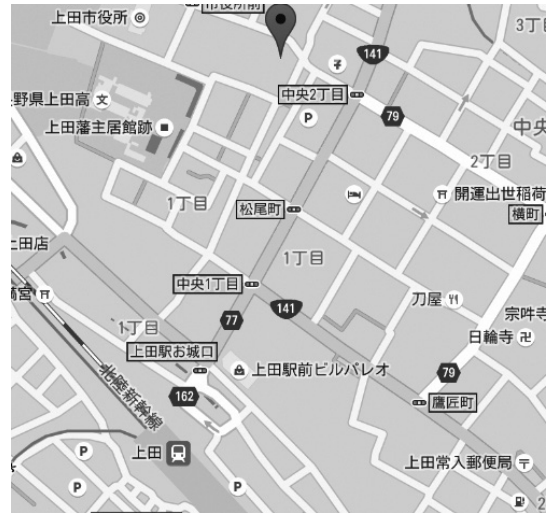 上田市役所
市役所前
3丁
141
中央2丁目
79
野県上田高
上田藩主居館跡
P
中央
2丁目
1丁目
松尾町
開運出世稲荷
横町
田店
1丁目
中央1丁目
刀屋
宗吽寺
1丁目
77
141
日輪寺
上田駅お城口
上田駅前ビルパレオ
79
162
鷹匠町
北陸新幹線
上田
P
上田常入郵便局
P
P
2